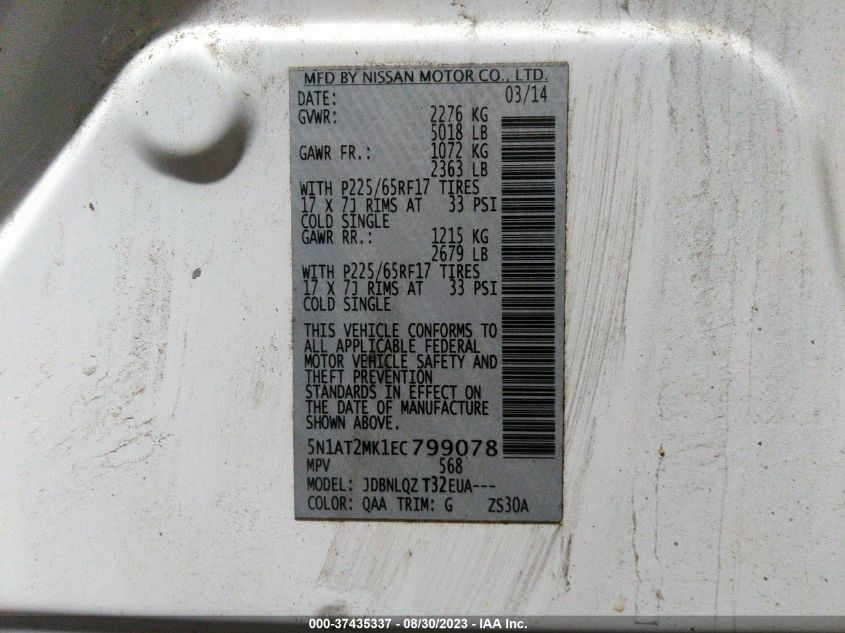 MFD BY NISSAN MOTOR CO., LTD.
DATE: 03/14
GVWR: 2276 KG
5018 LB
GAWR FR.: 1072 KG
2363 LB
WITH P225/65RF17 TIRES
17 X 7J RIMS AT 33 PSI
COLD SINGLE
GAWR RR.: 1215 KG
2679 LB
WITH P225/65RF17 TIRES
17 X 7J RIMS AT 33 PSI
COLD SINGLE
THIS VEHICLE CONFORMS TO
ALL APPLICABLE FEDERAL
MOTOR VEHICLE SAFETY AND
THEFT PREVENTION
STANDARDS IN EFFECT ON
THE DATE OF MANUFACTURE
SHOWN ABOVE.
5N1AT2MK1EC799078
MPV 568
MODEL: JDBNLQZ T32EUA---
COLOR: QAA TRIM: G ZS30A
000-37435337 - 08/30/2023 - IAA Inc.